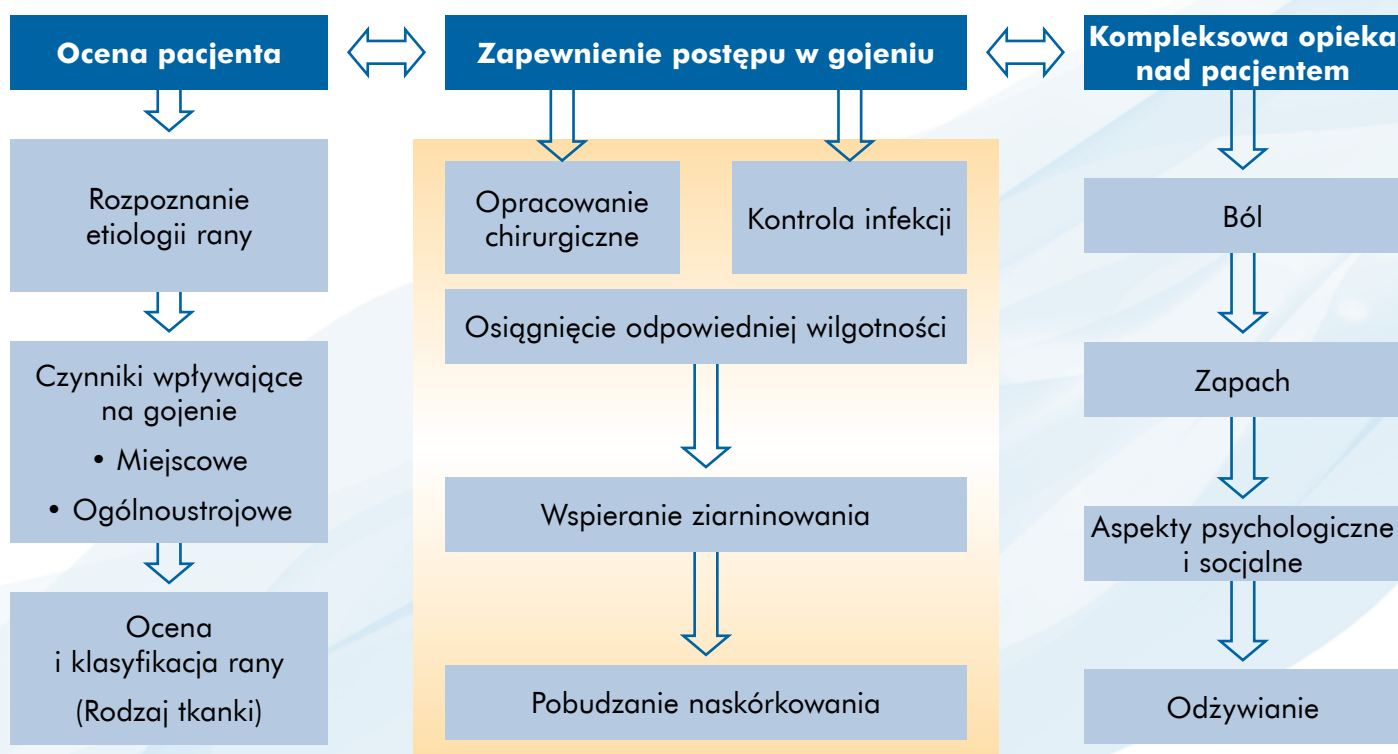 Ocena pacjenta
Rozpoznanie
etiologii rany
Czynniki wpływające
na gojenie
• Miejscowe
• Ogólnoustrojowe
Ocena
i klasyfikacja rany
(Rodzaj tkanki)
Zapewnienie postępu w gojeniu
Opracowanie
chirurgiczne
Kontrola infekcji
Osiągnięcie odpowiedniej wilgotności
Wspieranie ziarninowania
Pobudzanie naskórkowania
Kompleksowa opieka
nad pacjentem
Ból
Zapach
Aspekty psychologiczne
i socjalne
Odżywianie